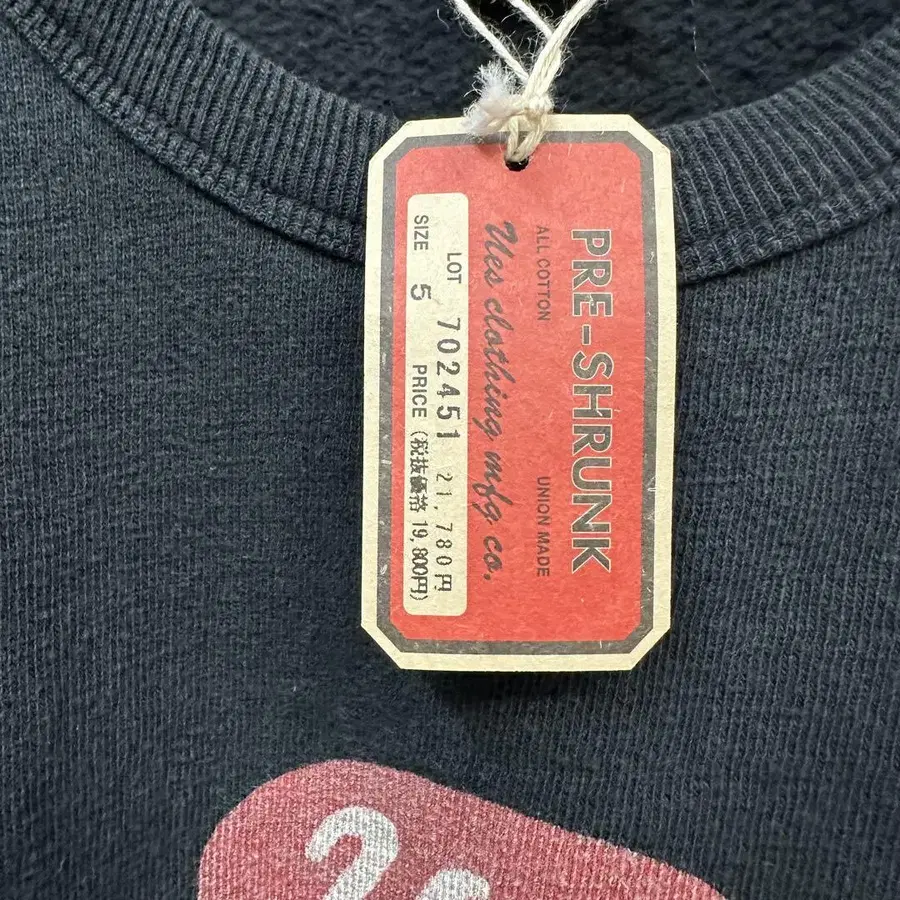 PRE-SHRUNK
ALL COTTON UNION MADE
Ues clothing mfg co.
LOT 702451 21,780円
SIZE 5 PRICE (税抜価格 19,800円)